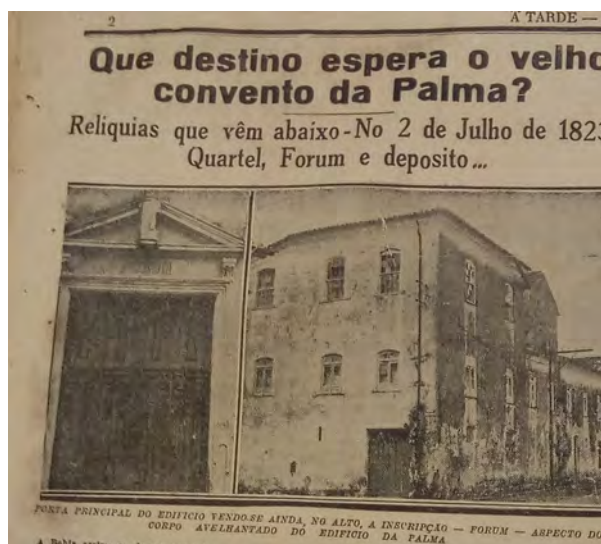 2
A TARDE —
Que destino espera o velho
convento da Palma?
Reliquias que vêm abaixo-No 2 de Julho de 1823
Quartel, Forum e deposito...
PORTA PRINCIPAL DO EDIFICIO VENDO-SE AINDA, NO ALTO, A INSCRIPÇÃO — FORUM — ASPECTO DO
CORPO AVELHANTADO DO EDIFICIO DA PALMA
A Bahia